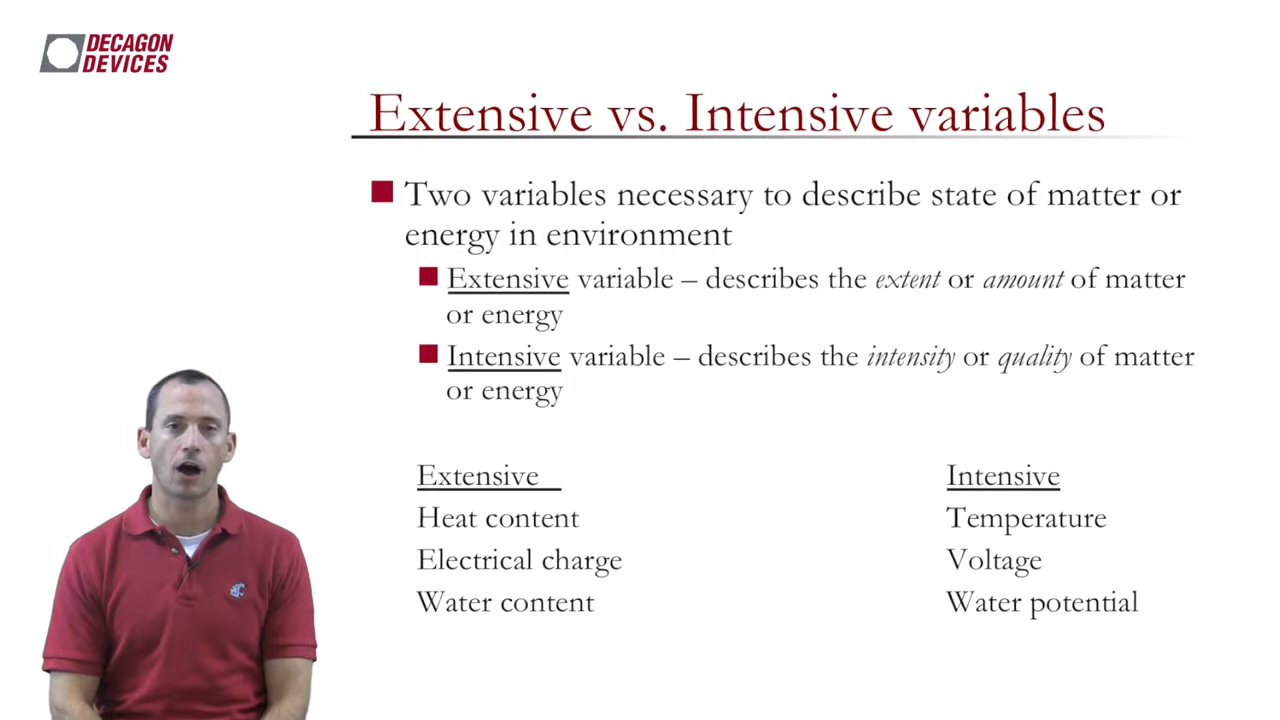 DECAGON
DEVICES
Extensive vs. Intensive variables
Two variables necessary to describe state of matter or
energy in environment
Extensive variable – describes the extent or amount of matter
or energy
Intensive variable – describes the intensity or quality of matter
or energy
Extensive Intensive
Heat content Temperature
Electrical charge Voltage
Water content Water potential